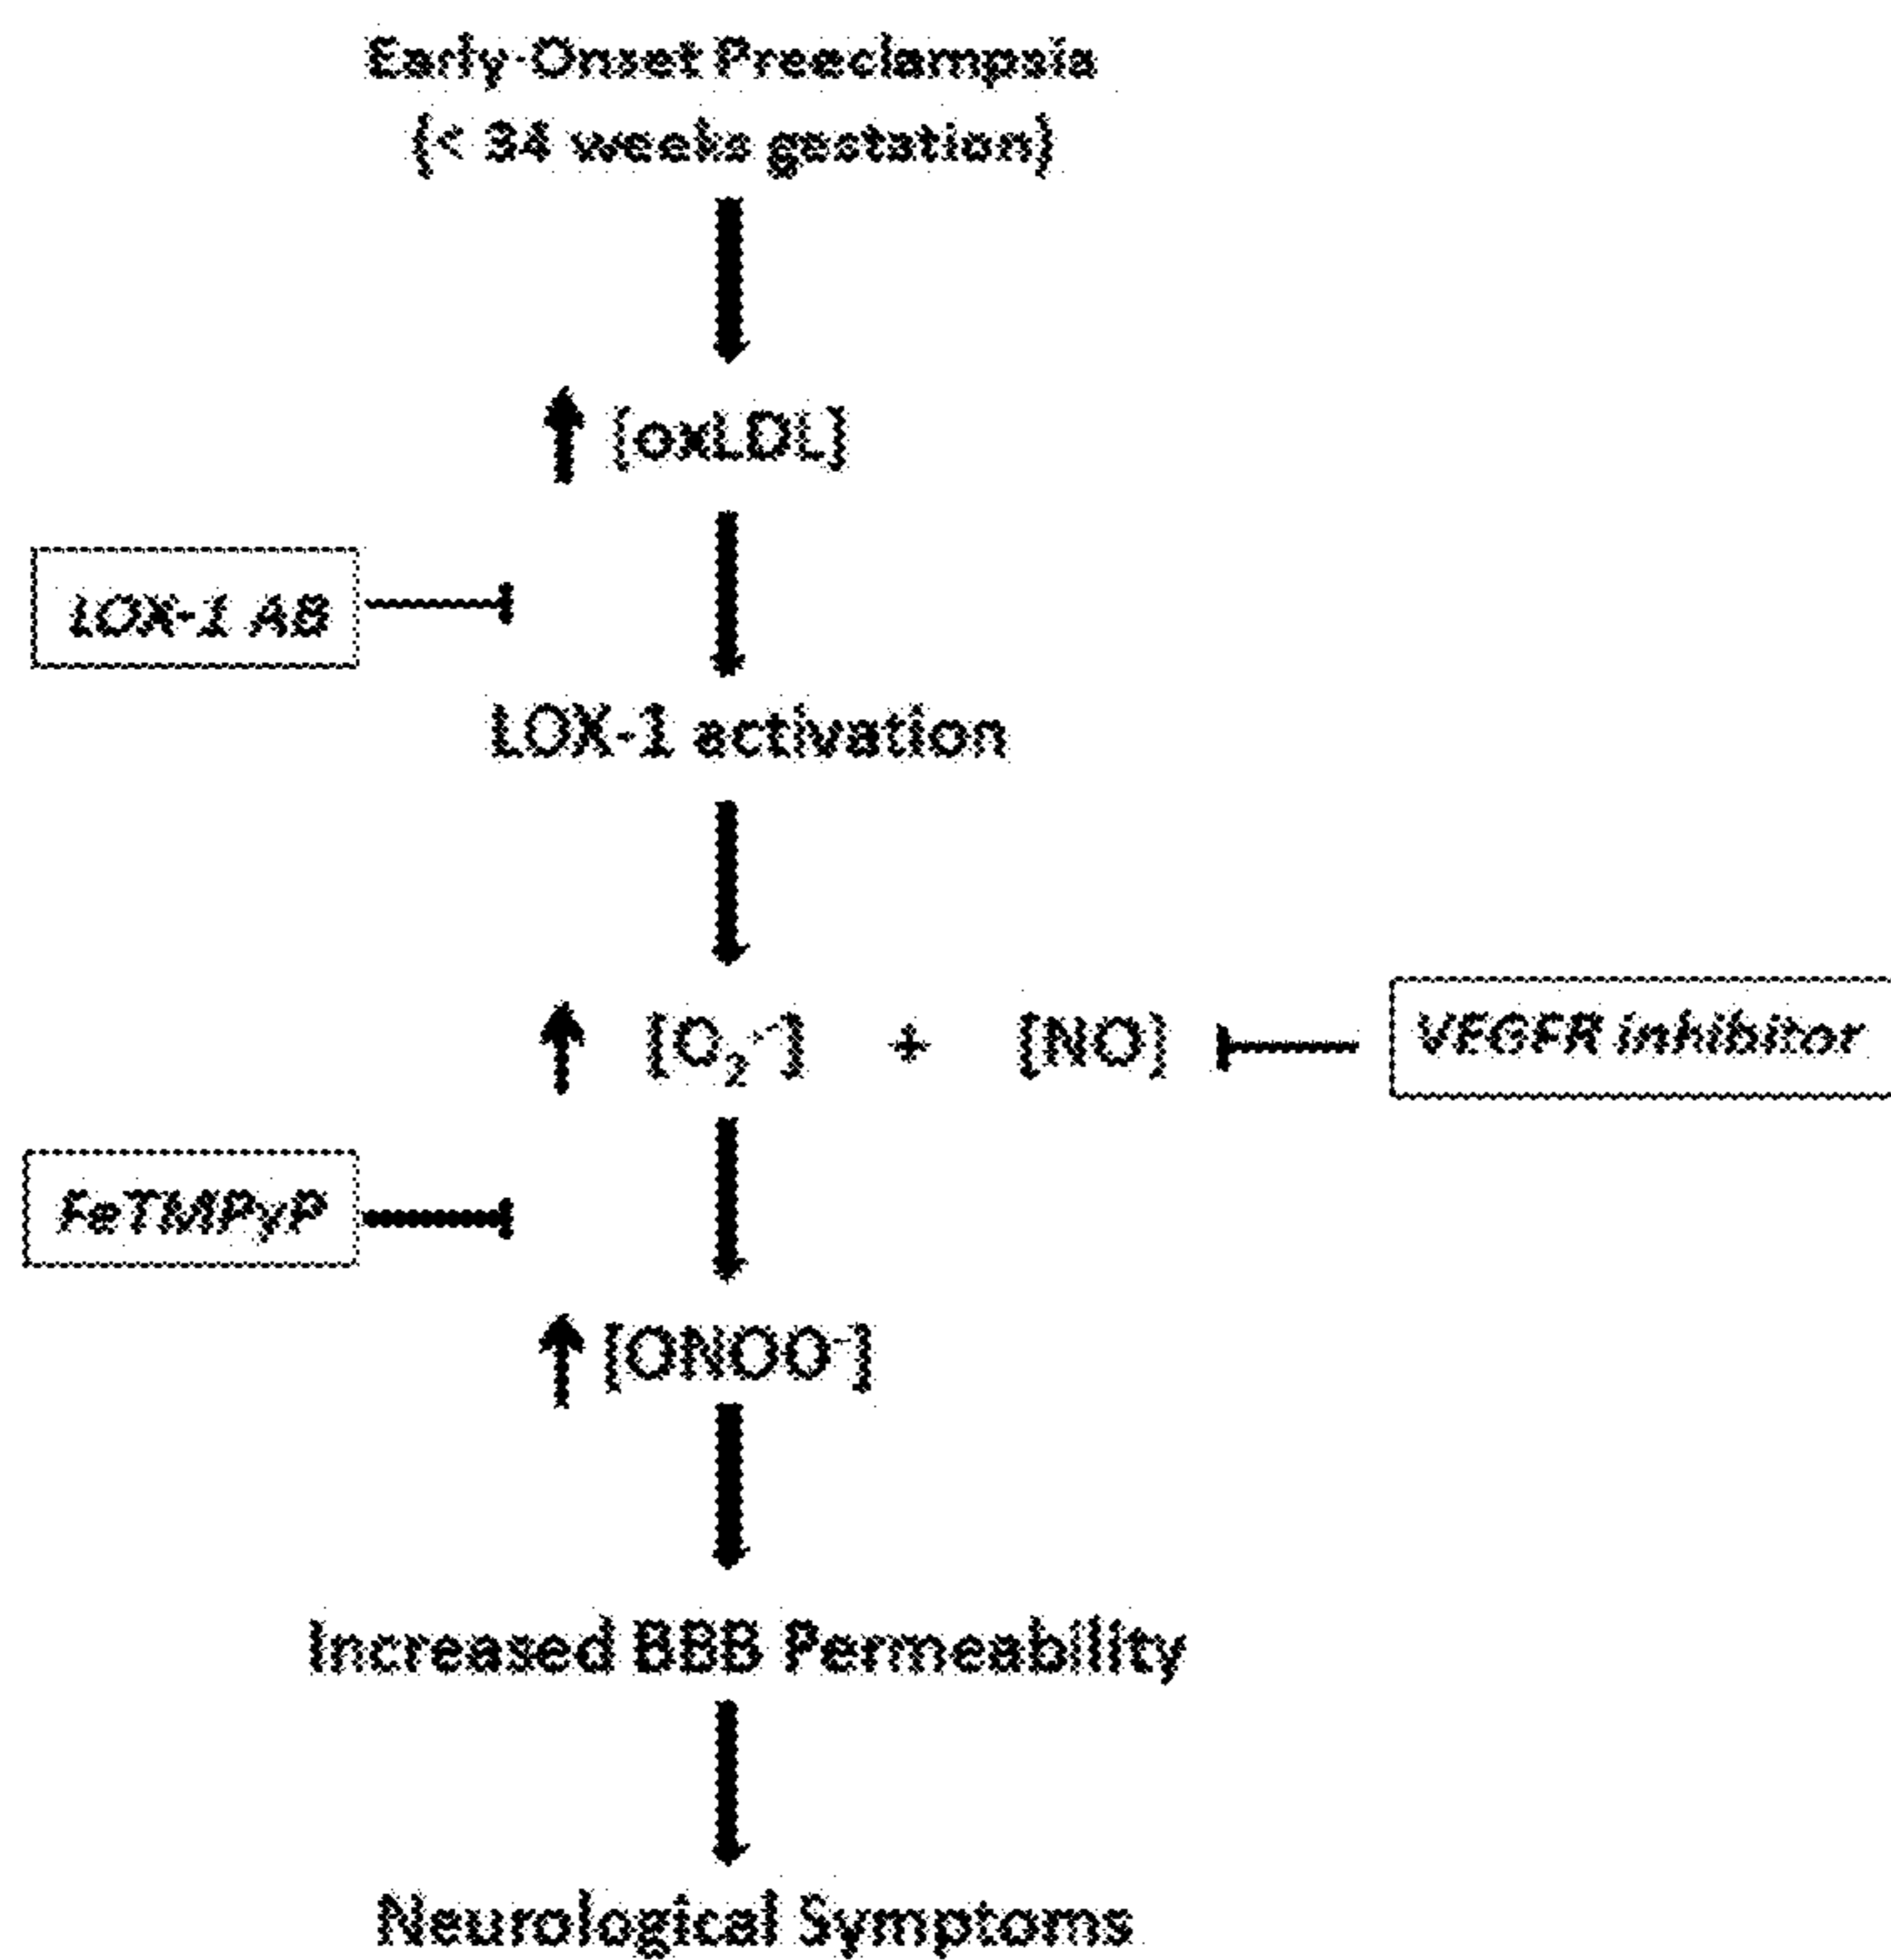 Early-Onset Preeclampsia
(< 34 weeks gestation)
[oxLDL]
LOX-1 AB
LOX-1 activation
[O₂⁻] + [NO]
VEGFR inhibitor
FeTMPyP
[ONOO⁻]
Increased BBB Permeability
Neurological Symptoms